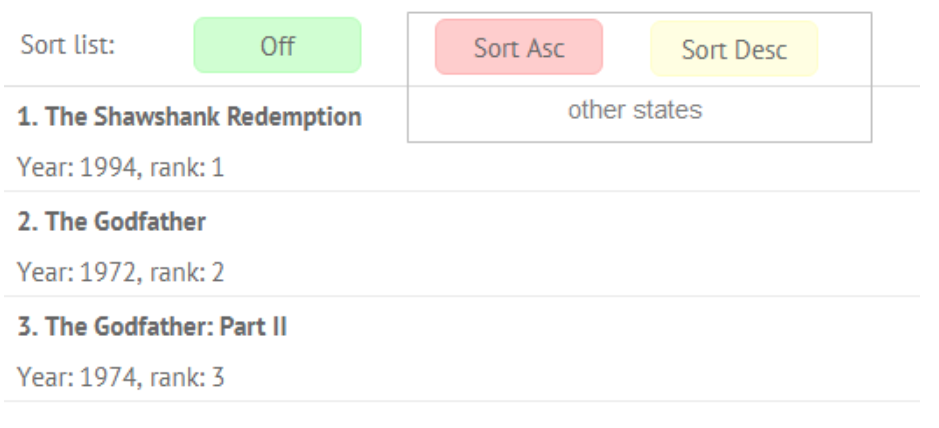 Sort list: Off Sort Asc Sort Desc
other states
1. The Shawshank Redemption
Year: 1994, rank: 1
2. The Godfather
Year: 1972, rank: 2
3. The Godfather: Part II
Year: 1974, rank: 3